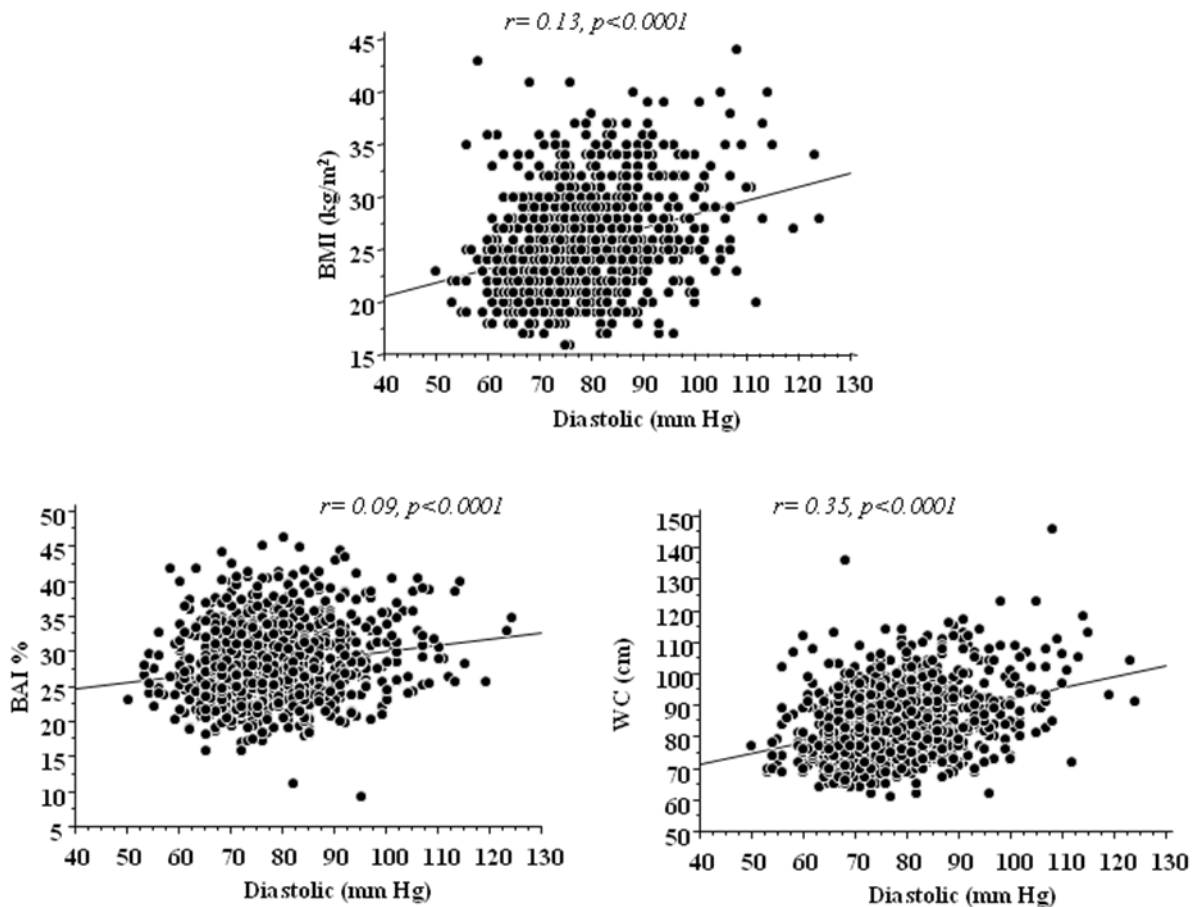 r= 0.13, p<0.0001
45
40
35
30
25
20
15
BMI (kg/m²)
40 50 60 70 80 90 100 110 120 130
Diastolic (mm Hg)
r= 0.09, p<0.0001
50
45
40
35
30
25
20
15
10
5
BAI %
40 50 60 70 80 90 100 110 120 130
Diastolic (mm Hg)
r= 0.35, p<0.0001
150
140
130
120
110
100
90
80
70
60
50
WC (cm)
40 50 60 70 80 90 100 110 120 130
Diastolic (mm Hg)